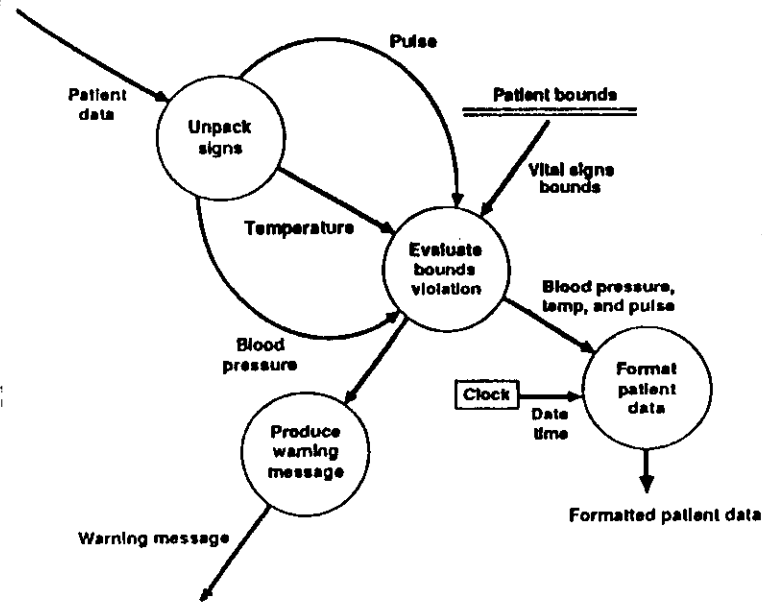 Pulse
Patient
data
Unpack
signs
Patient bounds
Vital signs
bounds
Temperature
Evaluate
bounds
violation
Blood pressure,
temp, and pulse
Blood
pressure
Format
patient
data
Clock
Date
time
Produce
warning
message
Formatted patient data
Warning message